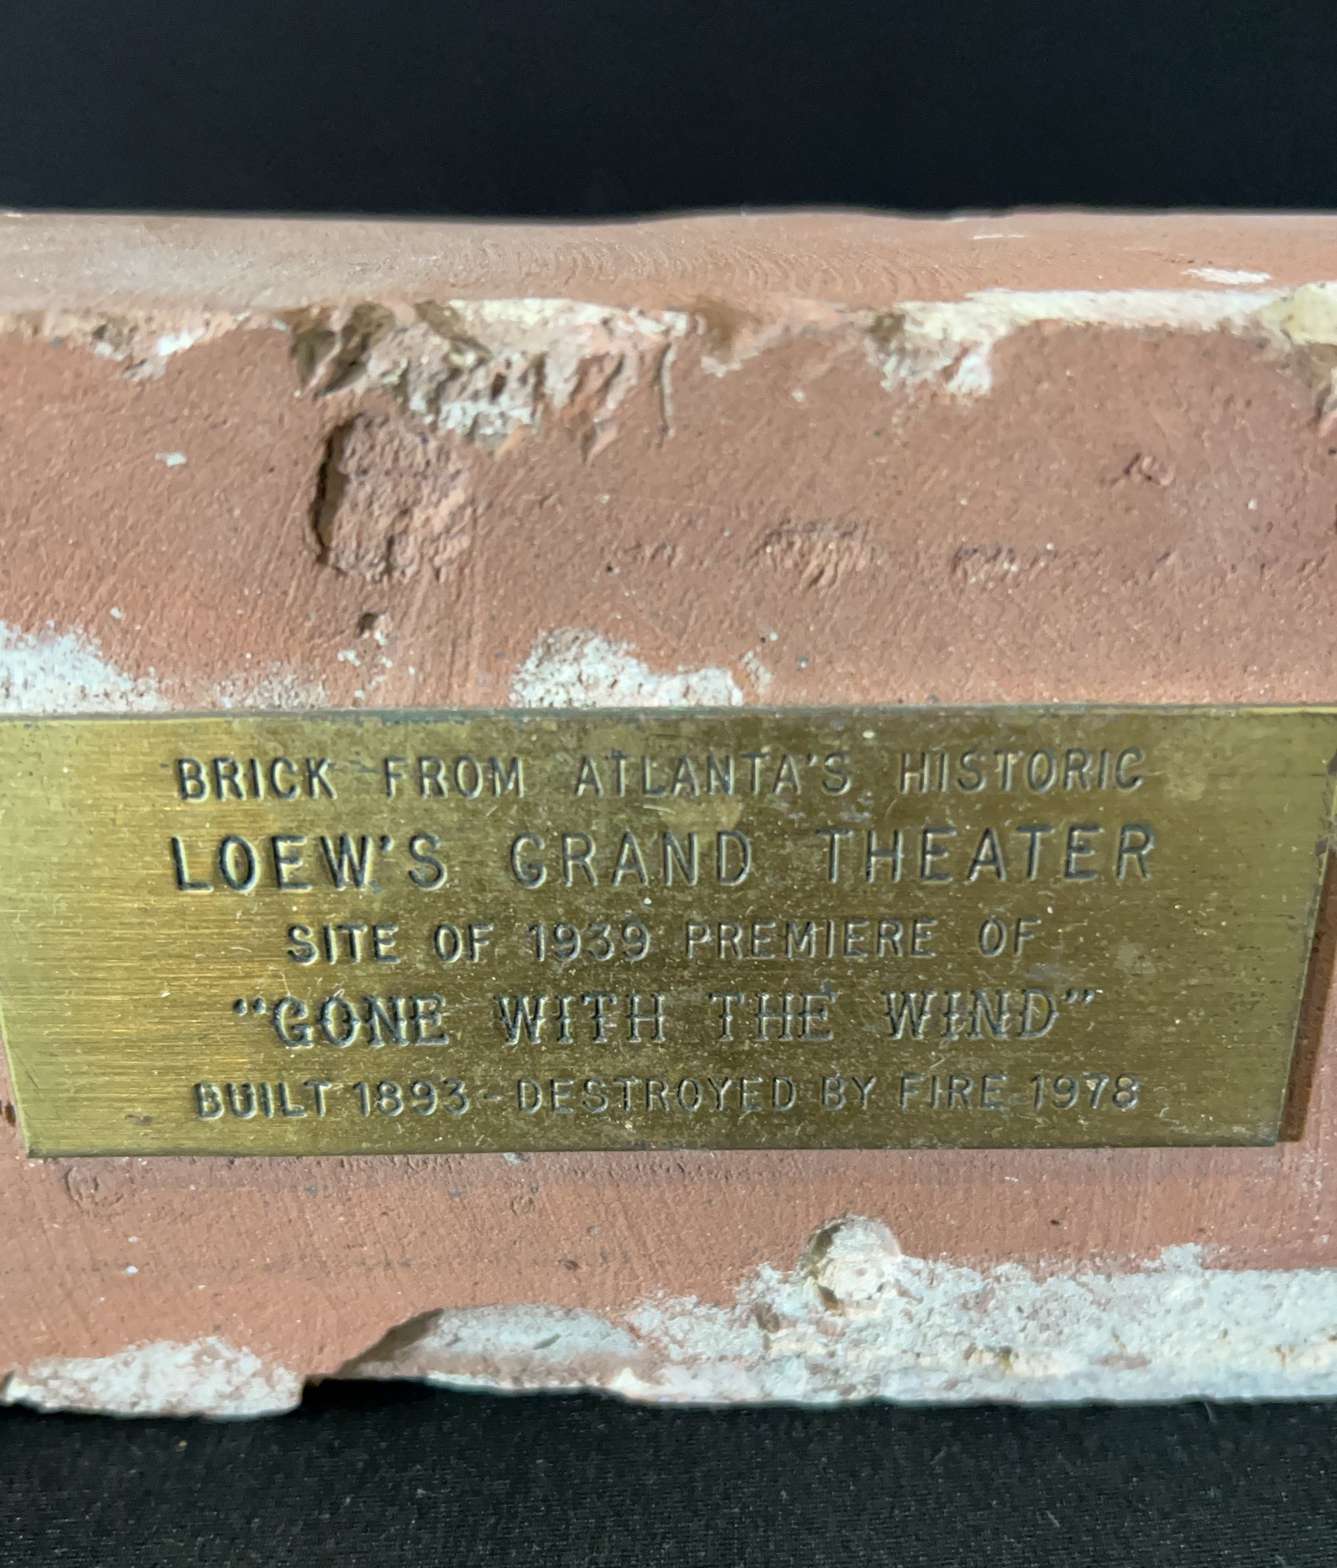 BRICK FROM ATLANTA'S HISTORIC
LOEW'S GRAND THEATER
SITE OF 1939 PREMIERE OF
"GONE WITH THE WIND"
BUILT 1893-DESTROYED BY FIRE 1978